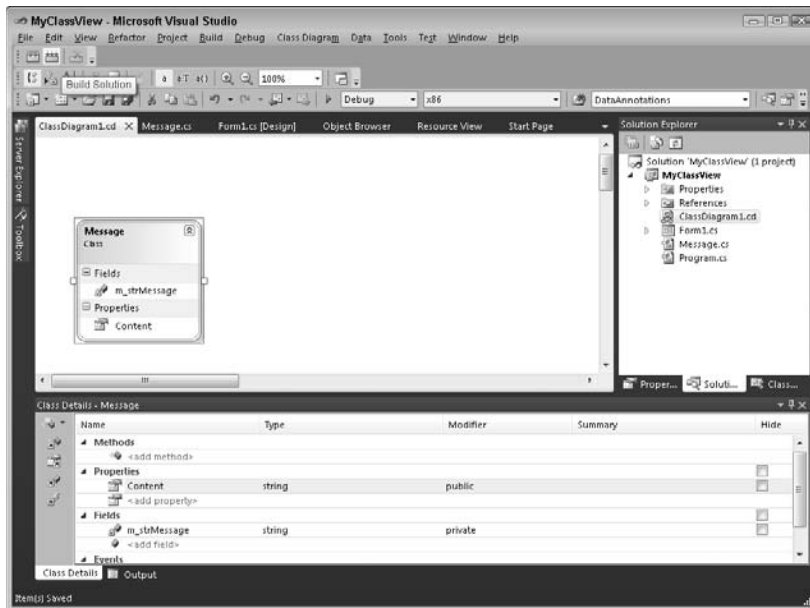 MyClassView - Microsoft Visual Studio
File Edit View Refactor Project Build Debug Class Diagram Data Tools Test Window Help
100%
Build Solution
Debug x86 DataAnnotations
Server Explorer
Toolbox
ClassDiagram1.cd Message.cs Form1.cs [Design] Object Browser Resource View Start Page
Message
Class
Fields
m_strMessage
Properties
Content
Solution Explorer
Solution 'MyClassView' (1 project)
MyClassView
Properties
References
ClassDiagram1.cd
Form1.cs
Message.cs
Program.cs
Proper... Soluti... Class...
Class Details - Message
Name Type Modifier Summary Hide
Methods
<add method>
Properties
Content string public
<add property>
Fields
m_strMessage string private
<add field>
Events
Class Details Output
Item(s) Saved